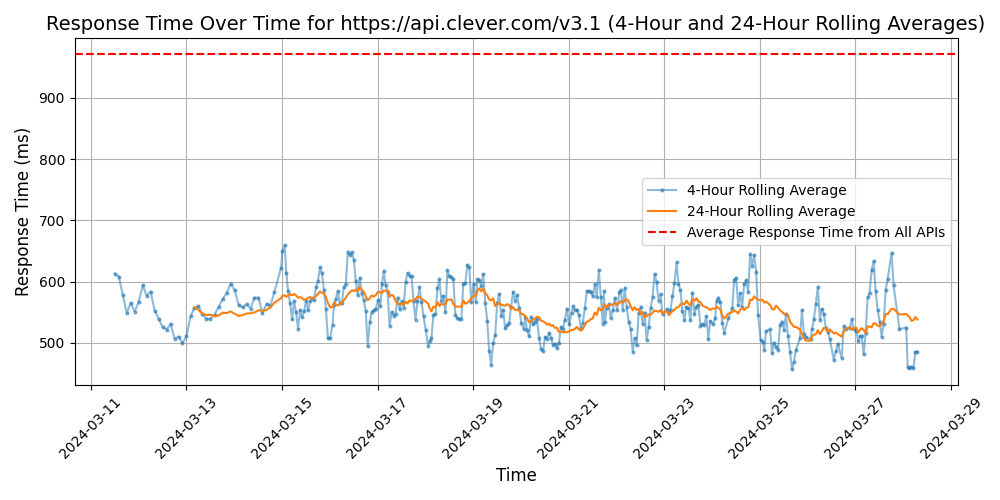 Response Time Over Time for https://api.clever.com/v3.1 (4-Hour and 24-Hour Rolling Averages)
Response Time (ms)
900
800
700
600
500
4-Hour Rolling Average
24-Hour Rolling Average
Average Response Time from All APIs
2024-03-11
2024-03-13
2024-03-15
2024-03-17
2024-03-19
2024-03-21
2024-03-23
2024-03-25
2024-03-27
2024-03-29
Time